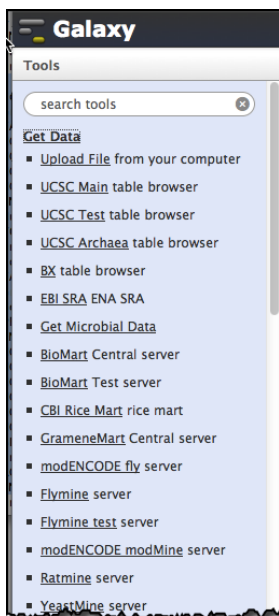 Galaxy
Tools
search tools
Get Data
Upload File from your computer
UCSC Main table browser
UCSC Test table browser
UCSC Archaea table browser
BX table browser
EBI SRA ENA SRA
Get Microbial Data
BioMart Central server
BioMart Test server
CBI Rice Mart rice mart
GrameneMart Central server
modENCODE fly server
Flymine server
Flymine test server
modENCODE modMine server
Ratmine server
YeastMine server